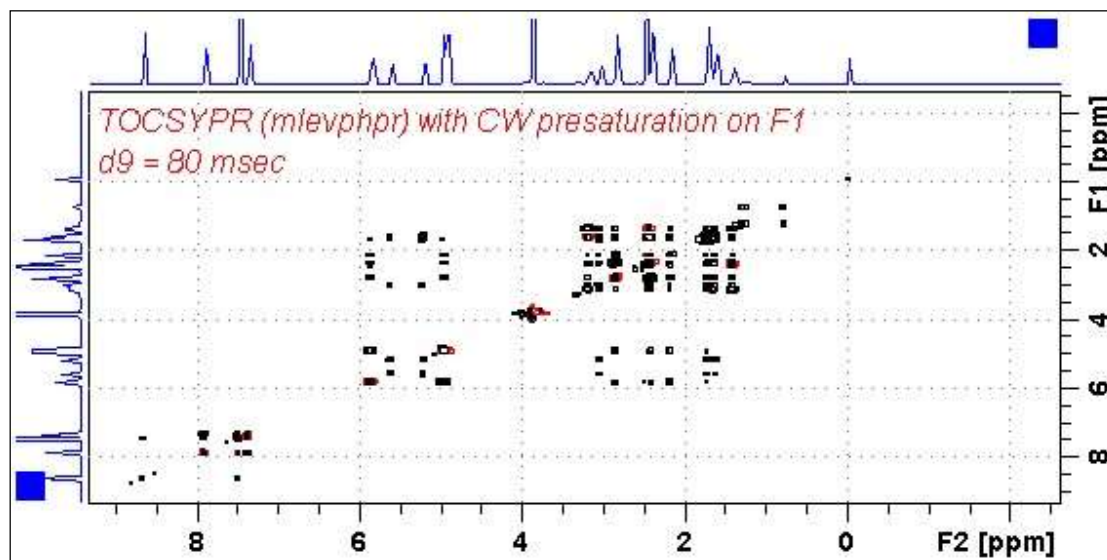 TOCSYPR (mlevphpr) with CW presaturation on F1
d9 = 80 msec
F1 [ppm]
2
4
6
8
8 6 4 2 0 F2 [ppm]